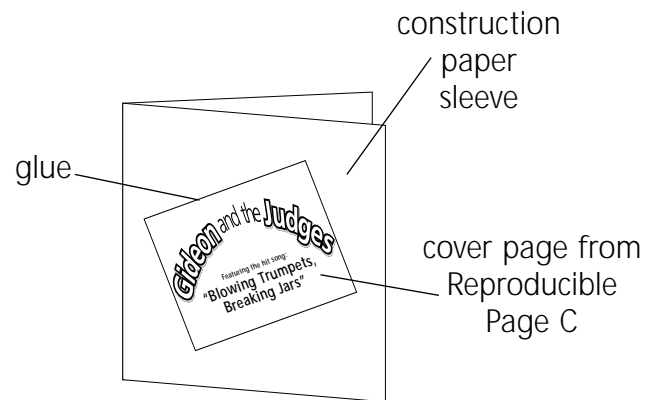 construction
paper
sleeve
glue
Gideon and the Judges
Featuring the hit song:
"Blowing Trumpets,
Breaking Jars"
cover page from
Reproducible
Page C